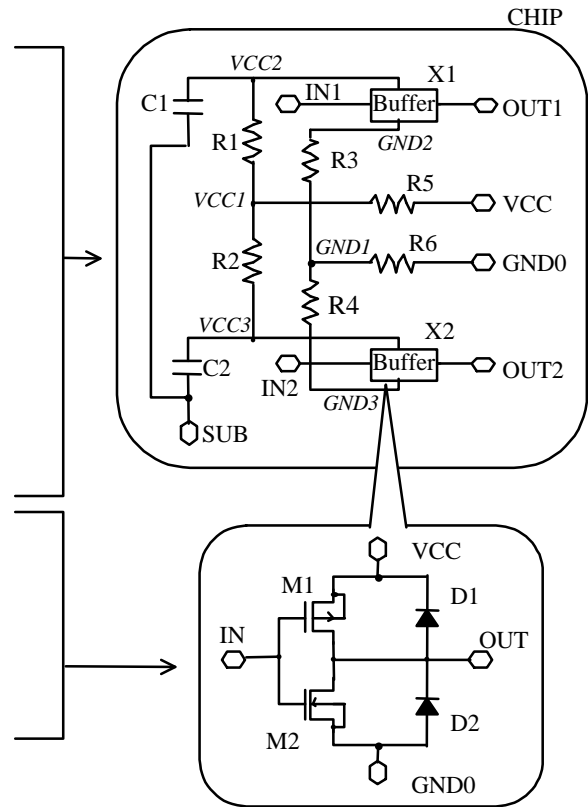 CHIP
VCC2
X1
C1
IN1
Buffer
OUT1
R1
GND2
R3
R5
VCC1
VCC
R6
GND1
R2
GND0
R4
X2
VCC3
C2
Buffer
IN2
OUT2
GND3
SUB
VCC
M1
D1
IN
OUT
D2
M2
GND0